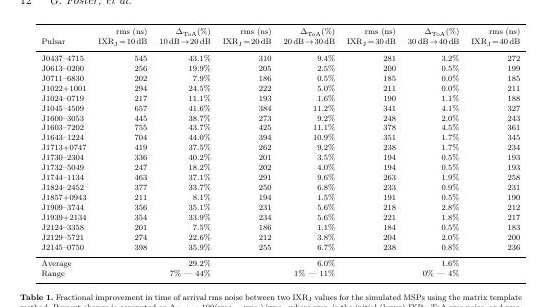 12 G. Foster, et al.
rms (ns) Δ_ToA(%) rms (ns) Δ_ToA(%) rms (ns) Δ_ToA(%) rms (ns)
Pulsar IXR_J = 10 dB 10 dB→20 dB IXR_J = 20 dB 20 dB→30 dB IXR_J = 30 dB 30 dB→40 dB IXR_J = 40 dB
J0437–4715 545 43.1% 310 9.4% 281 3.2% 272
J0613–0200 256 19.9% 205 2.5% 200 0.5% 199
J0711–6830 202 7.9% 186 0.5% 185 0.0% 185
J1022+1001 294 24.5% 222 5.0% 211 0.0% 211
J1024–0719 217 11.1% 193 1.6% 190 1.1% 188
J1045–4509 657 41.6% 384 11.2% 341 4.1% 327
J1600–3053 445 38.7% 273 9.2% 248 2.0% 243
J1603–7202 755 43.7% 425 11.1% 378 4.5% 361
J1643–1224 704 44.0% 394 10.9% 351 1.7% 345
J1713+0747 419 37.5% 262 9.2% 238 1.7% 234
J1730–2304 336 40.2% 201 3.5% 194 0.5% 193
J1732–5049 247 18.2% 202 4.0% 194 0.5% 193
J1744–1134 463 37.1% 291 9.6% 263 1.9% 258
J1824–2452 377 33.7% 250 6.8% 233 0.9% 231
J1857+0943 211 8.1% 194 1.5% 191 0.5% 190
J1909–3744 356 35.1% 231 5.6% 218 2.8% 212
J1939+2134 354 33.9% 234 5.6% 221 1.8% 217
J2124–3358 201 7.5% 186 1.1% 184 0.5% 183
J2129–5721 274 22.6% 212 3.8% 204 2.0% 200
J2145–0750 398 35.9% 255 6.7% 238 0.8% 236
Average 29.2% 6.0% 1.6%
Range 7% — 44% 1% — 11% 0% — 4%
Table 1. Fractional improvement in time of arrival rms noise between two IXR_J values for the simulated MSPs using the matrix template